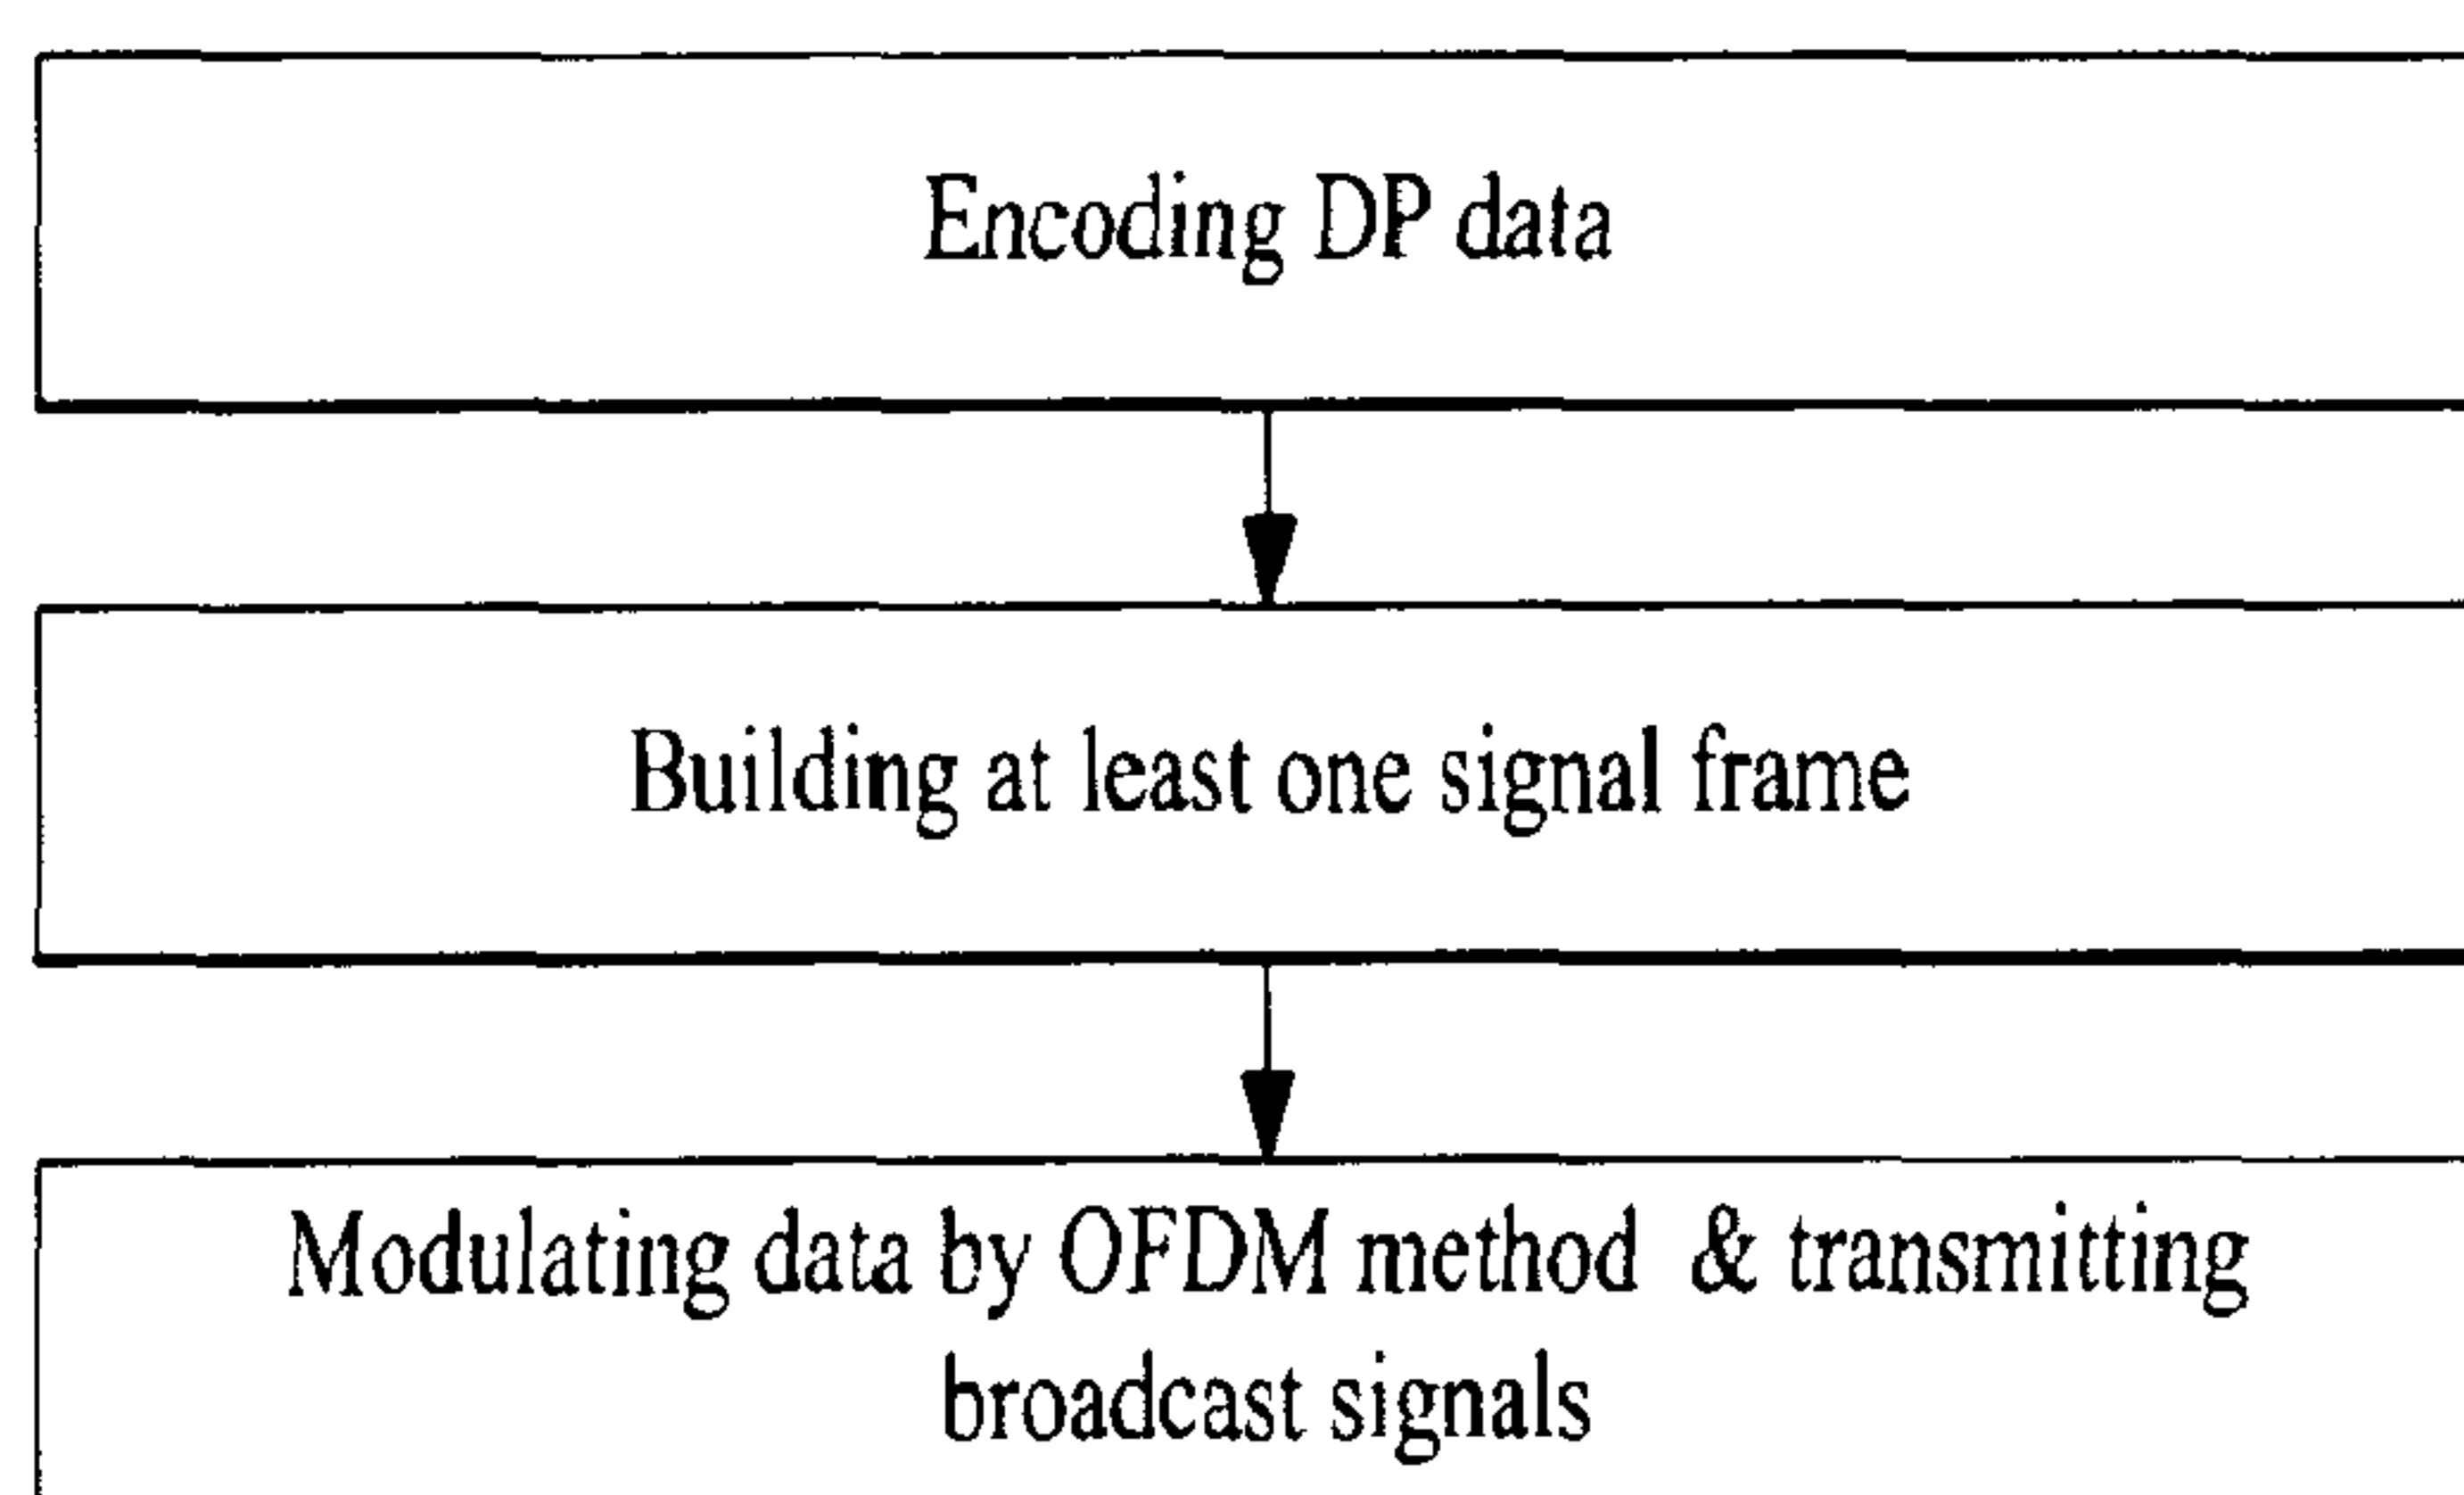 Encoding DP data
Building at least one signal frame
Modulating data by OFDM method & transmitting
broadcast signals